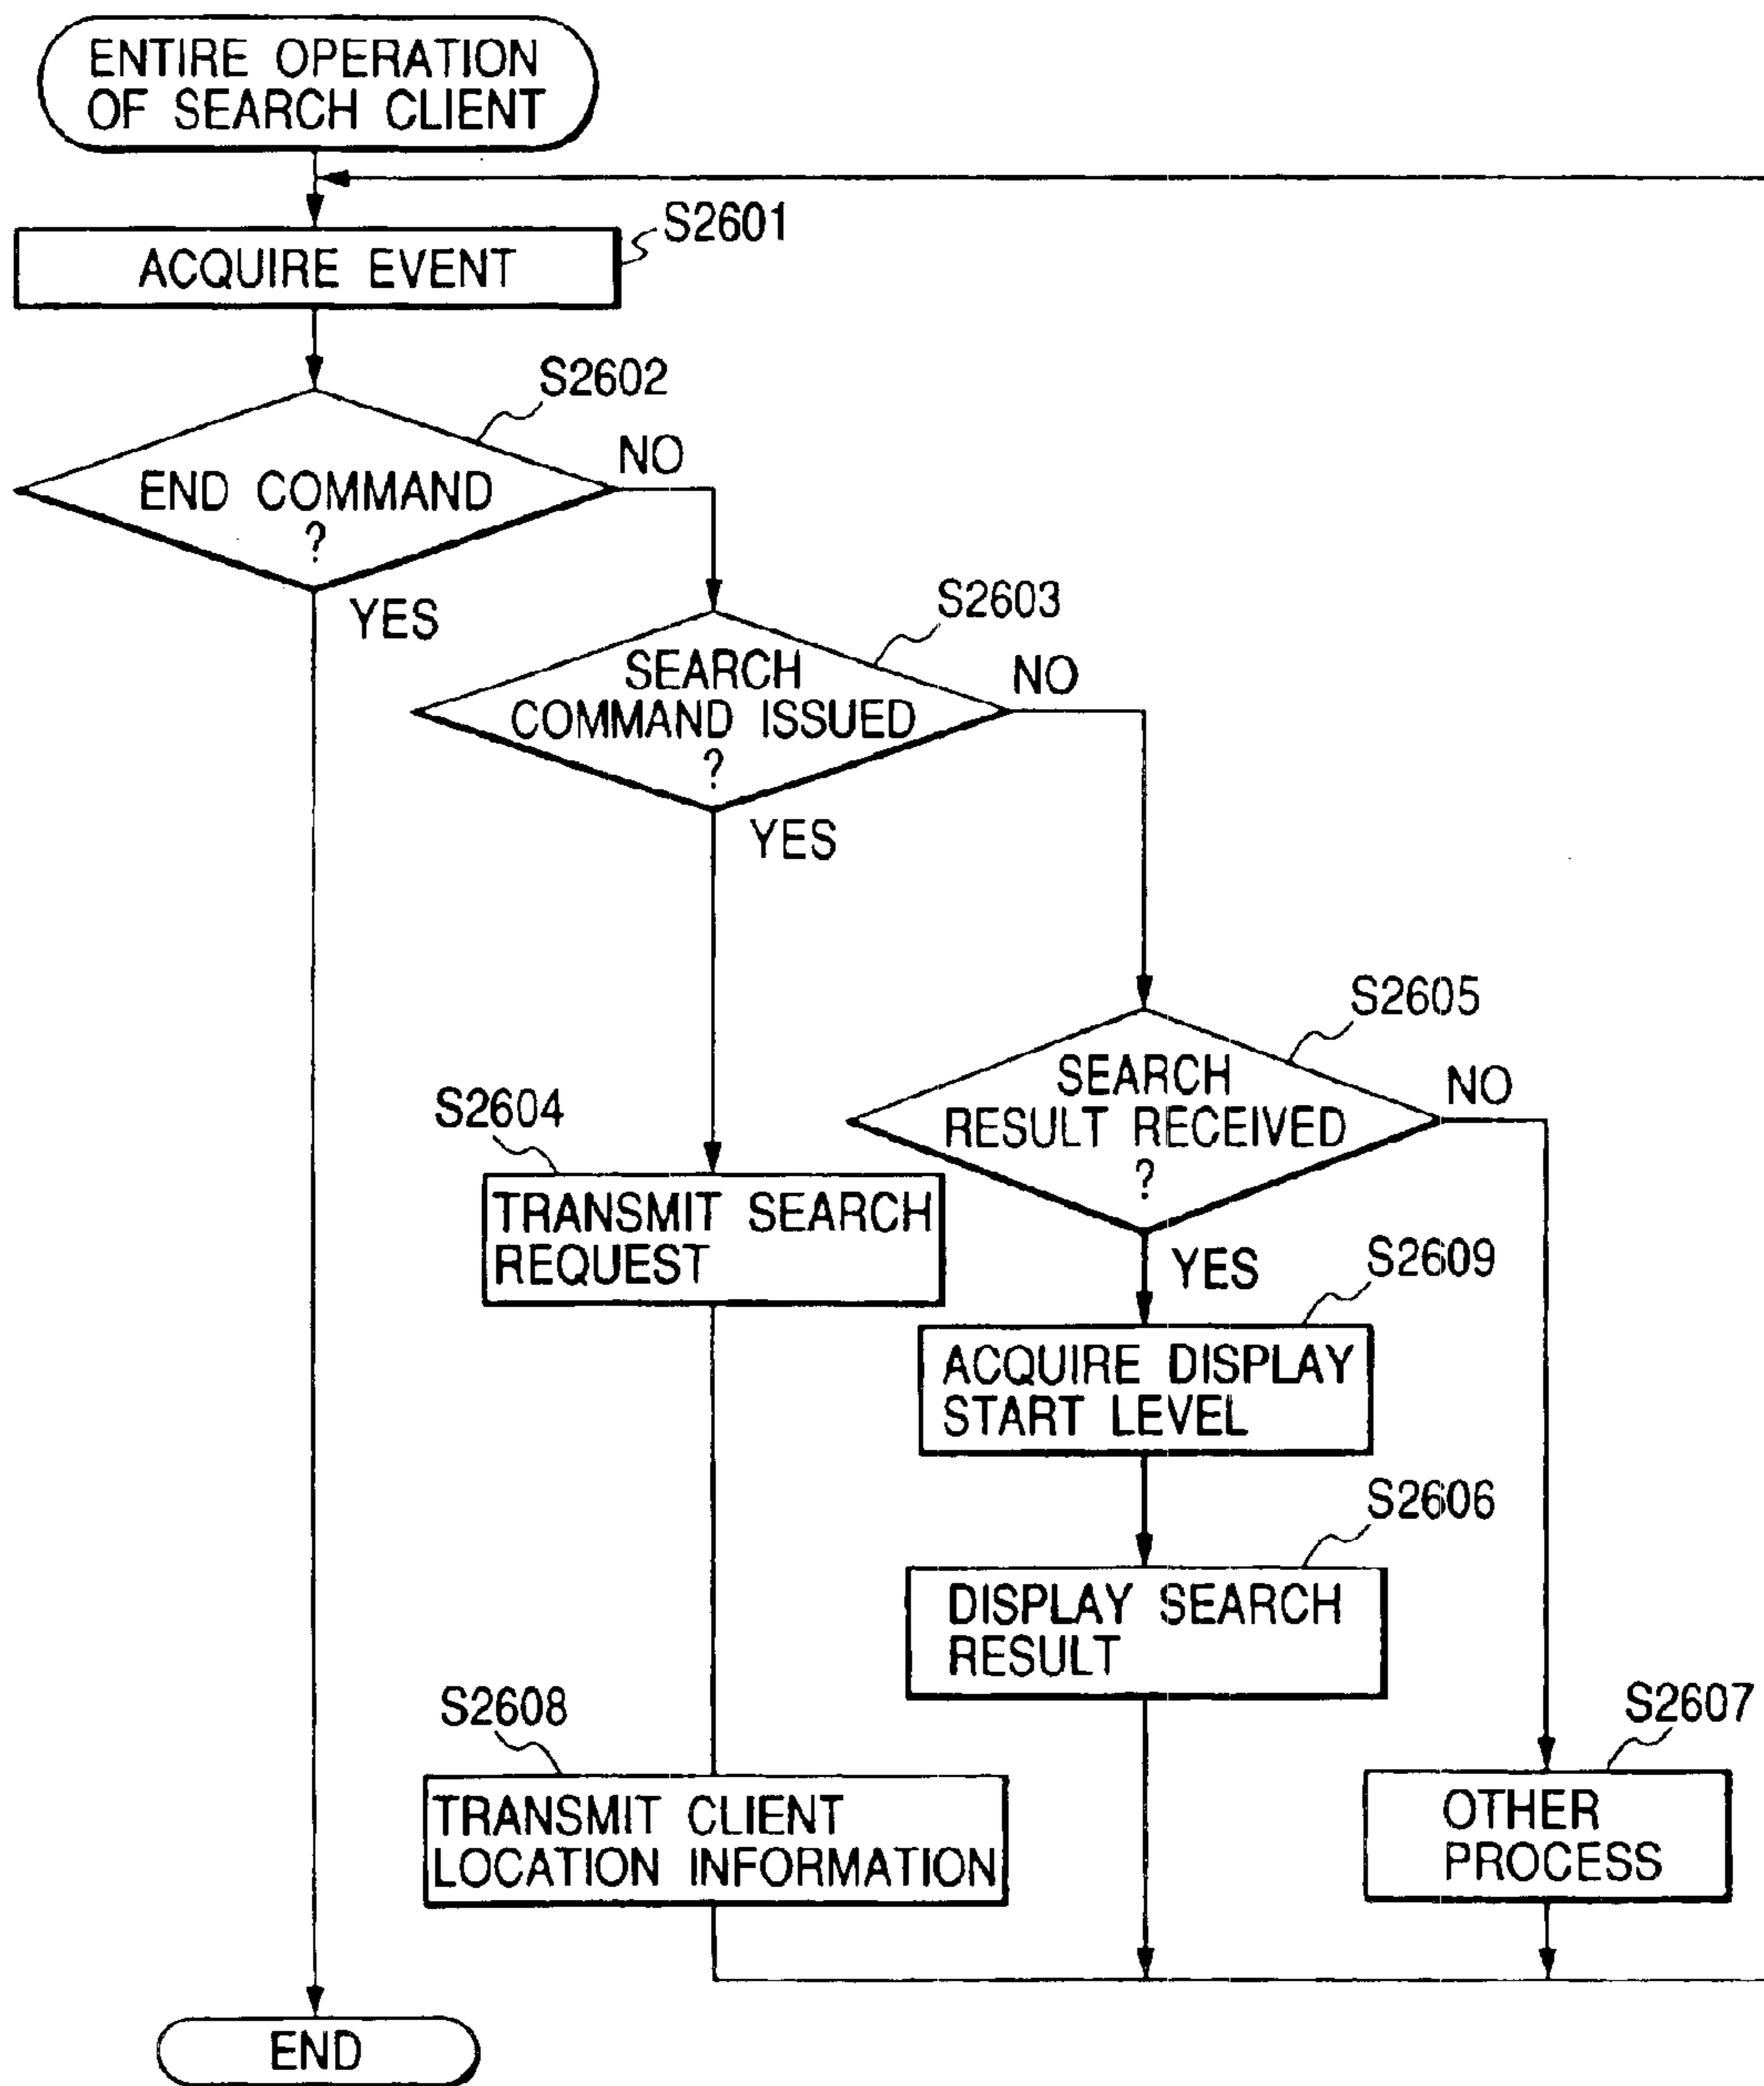 ENTIRE OPERATION
OF SEARCH CLIENT
S2601
ACQUIRE EVENT
S2602
END COMMAND
?
NO
YES
S2603
SEARCH
COMMAND ISSUED
?
NO
YES
S2605
SEARCH
RESULT RECEIVED
?
NO
YES
S2604
TRANSMIT SEARCH
REQUEST
S2609
ACQUIRE DISPLAY
START LEVEL
S2606
DISPLAY SEARCH
RESULT
S2608
TRANSMIT CLIENT
LOCATION INFORMATION
S2607
OTHER
PROCESS
END